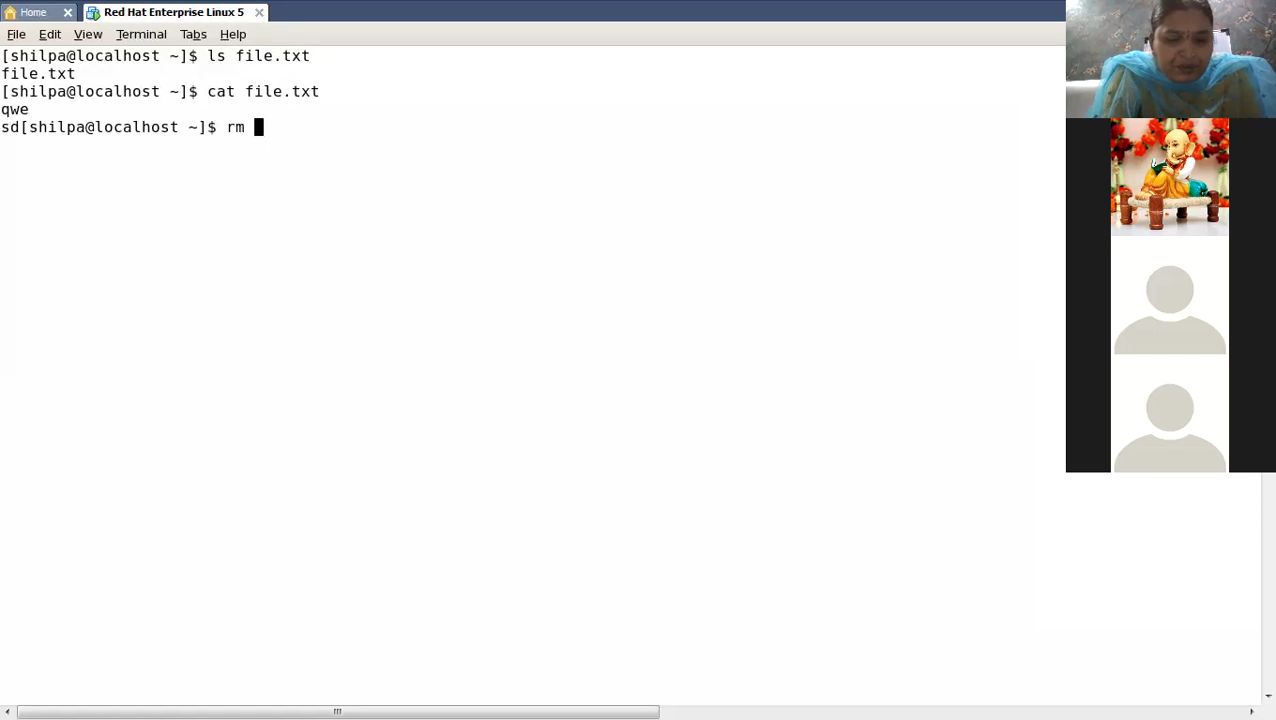 Home
Red Hat Enterprise Linux 5
File Edit View Terminal Tabs Help
[shilpa@localhost ~]$ ls file.txt
file.txt
[shilpa@localhost ~]$ cat file.txt
qwe
sd[shilpa@localhost ~]$ rm